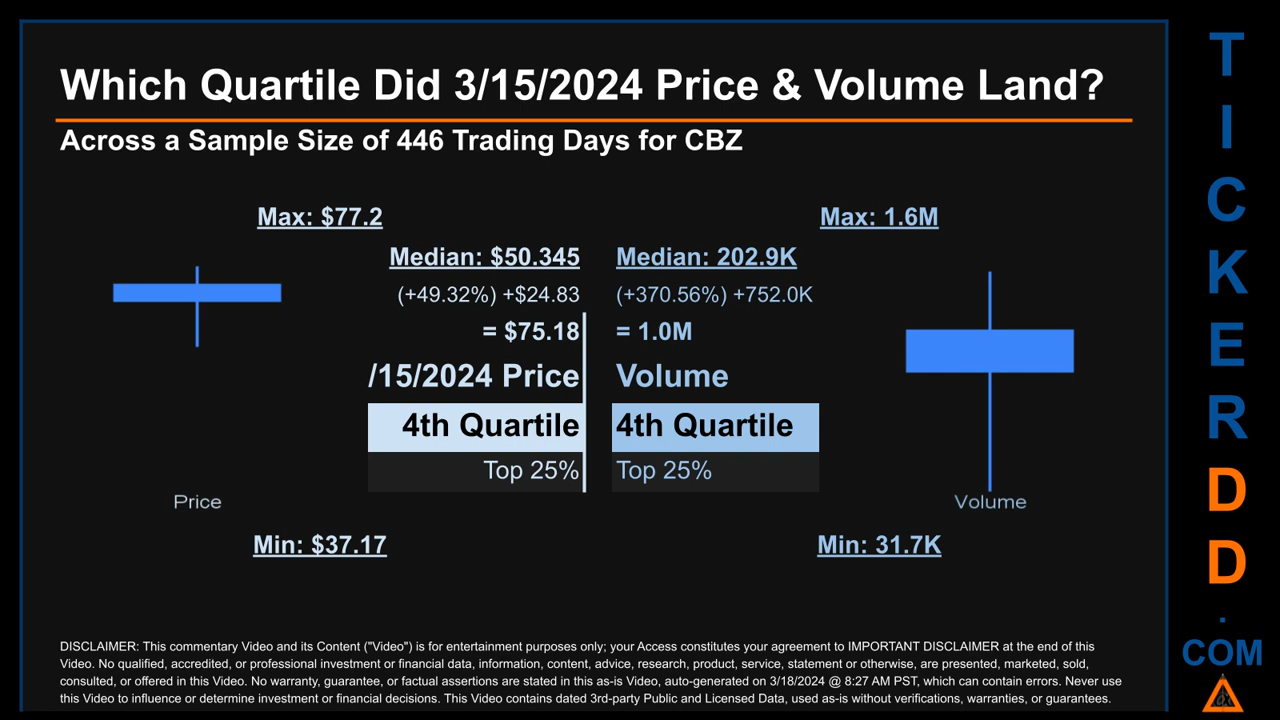 Which Quartile Did 3/15/2024 Price & Volume Land?
Across a Sample Size of 446 Trading Days for CBZ
Max: $77.2
Max: 1.6M
Median: $50.345
Median: 202.9K
(+49.32%) +$24.83
(+370.56%) +752.0K
= $75.18
= 1.0M
/15/2024 Price
Volume
4th Quartile
4th Quartile
Top 25%
Top 25%
Price
Volume
Min: $37.17
Min: 31.7K
DISCLAIMER: This commentary Video and its Content ("Video") is for entertainment purposes only; your Access constitutes your agreement to IMPORTANT DISCLAIMER at the end of this
Video. No qualified, accredited, or professional investment or financial data, information, content, advice, research, product, service, statement or otherwise, are presented, marketed, sold,
consulted, or offered in this Video. No warranty, guarantee, or factual assertions are stated in this as-is Video, auto-generated on 3/18/2024 @ 8:27 AM PST, which can contain errors. Never use
this Video to influence or determine investment or financial decisions. This Video contains dated 3rd-party Public and Licensed Data, used as-is without verifications, warranties, or guarantees.
T
I
C
K
E
R
D
D
.
COM